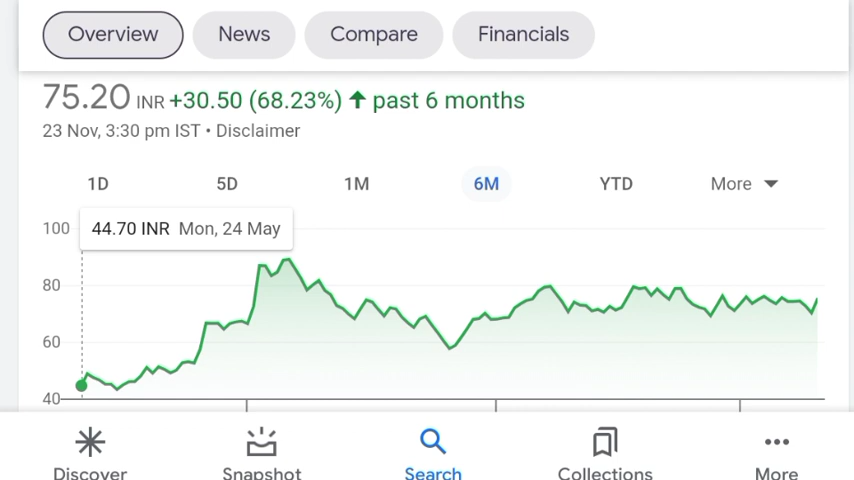 Overview News Compare Financials
75.20 INR +30.50 (68.23%) ↑ past 6 months
23 Nov, 3:30 pm IST • Disclaimer
1D 5D 1M 6M YTD More
44.70 INR Mon, 24 May
100
80
60
40
Discover Snapshot Search Collections More